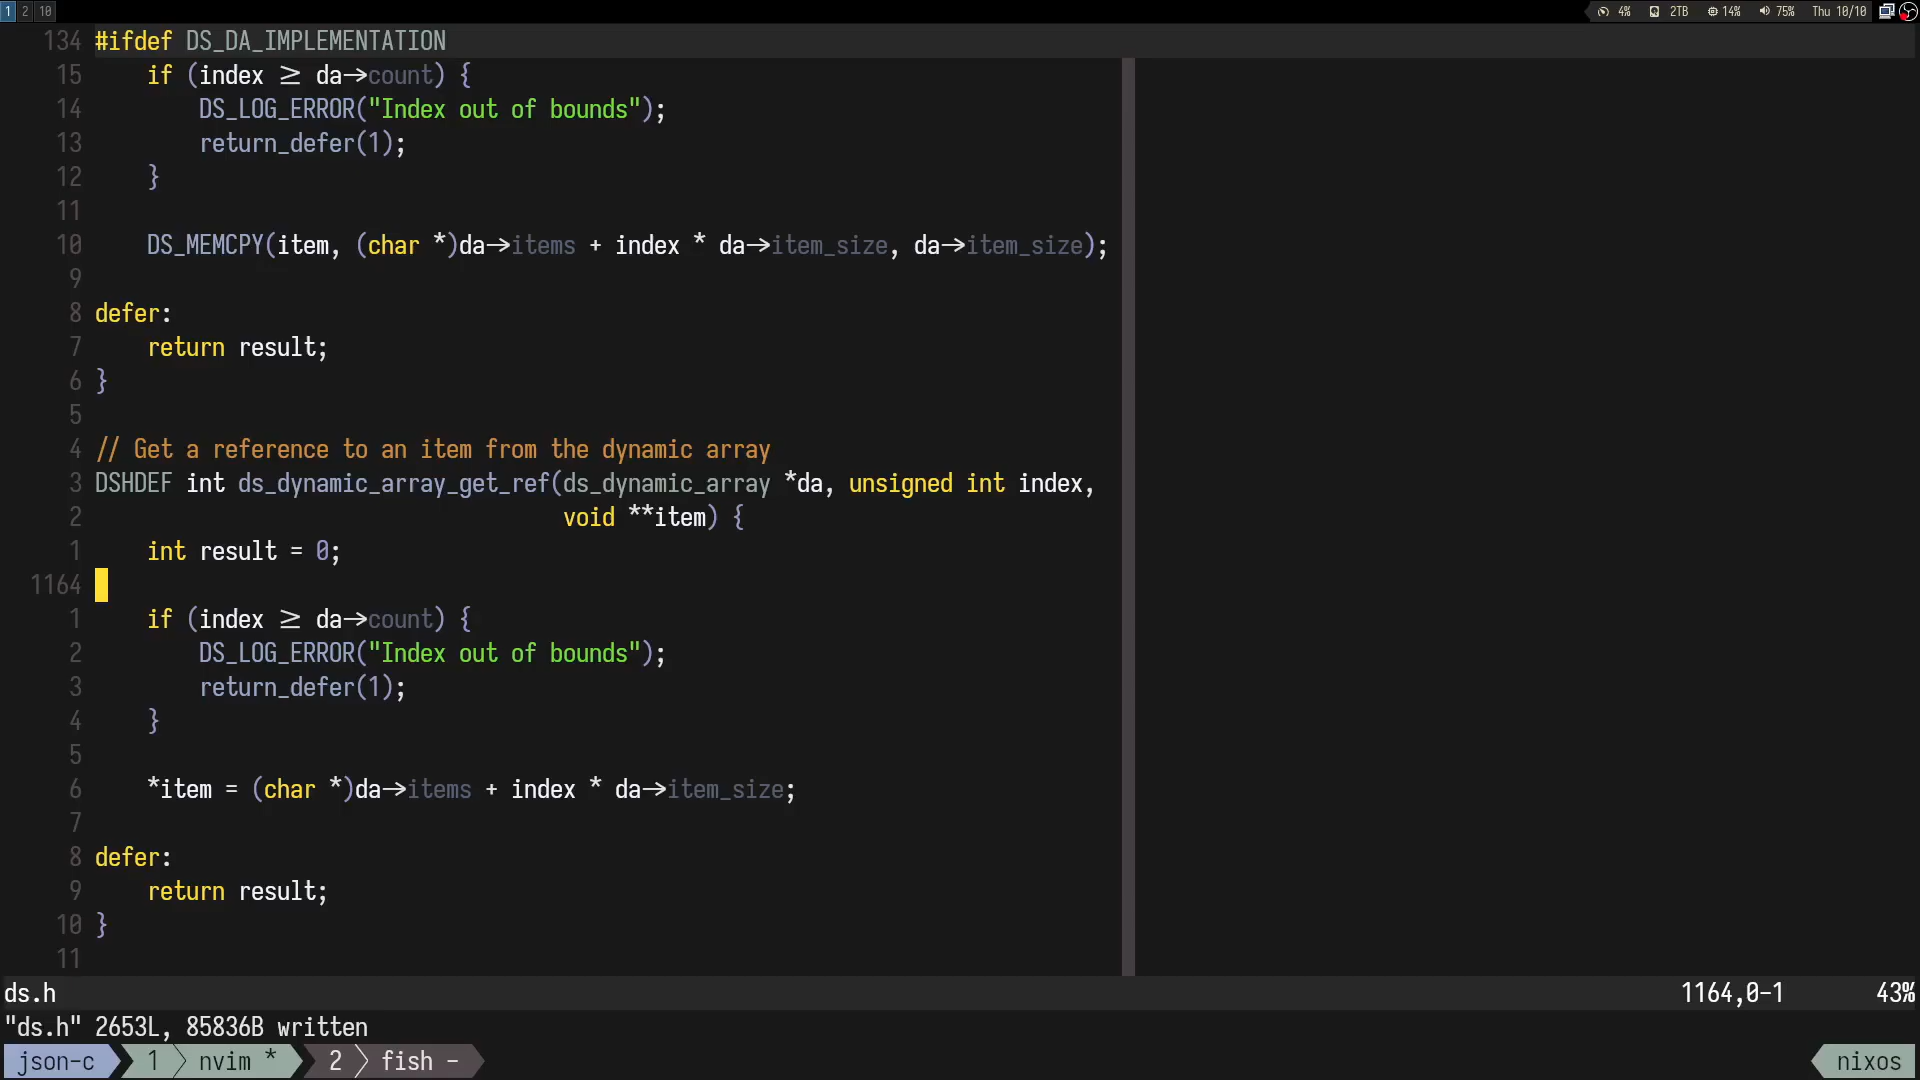 1 2 10 4% 2TB 14% 75% Thu 10/10
134 #ifdef DS_DA_IMPLEMENTATION
15     if (index ≥ da→count) {
14         DS_LOG_ERROR("Index out of bounds");
13         return_defer(1);
12     }
11
10     DS_MEMCPY(item, (char *)da→items + index * da→item_size, da→item_size);
9
8 defer:
7     return result;
6 }
5
4 // Get a reference to an item from the dynamic array
3 DSHDEF int ds_dynamic_array_get_ref(ds_dynamic_array *da, unsigned int index,
2                                     void **item) {
1     int result = 0;
1164
1     if (index ≥ da→count) {
2         DS_LOG_ERROR("Index out of bounds");
3         return_defer(1);
4     }
5
6     *item = (char *)da→items + index * da→item_size;
7
8 defer:
9     return result;
10 }
11
ds.h 1164,0-1 43%
"ds.h" 2653L, 85836B written
json-c 1 nvim * 2 fish - nixos